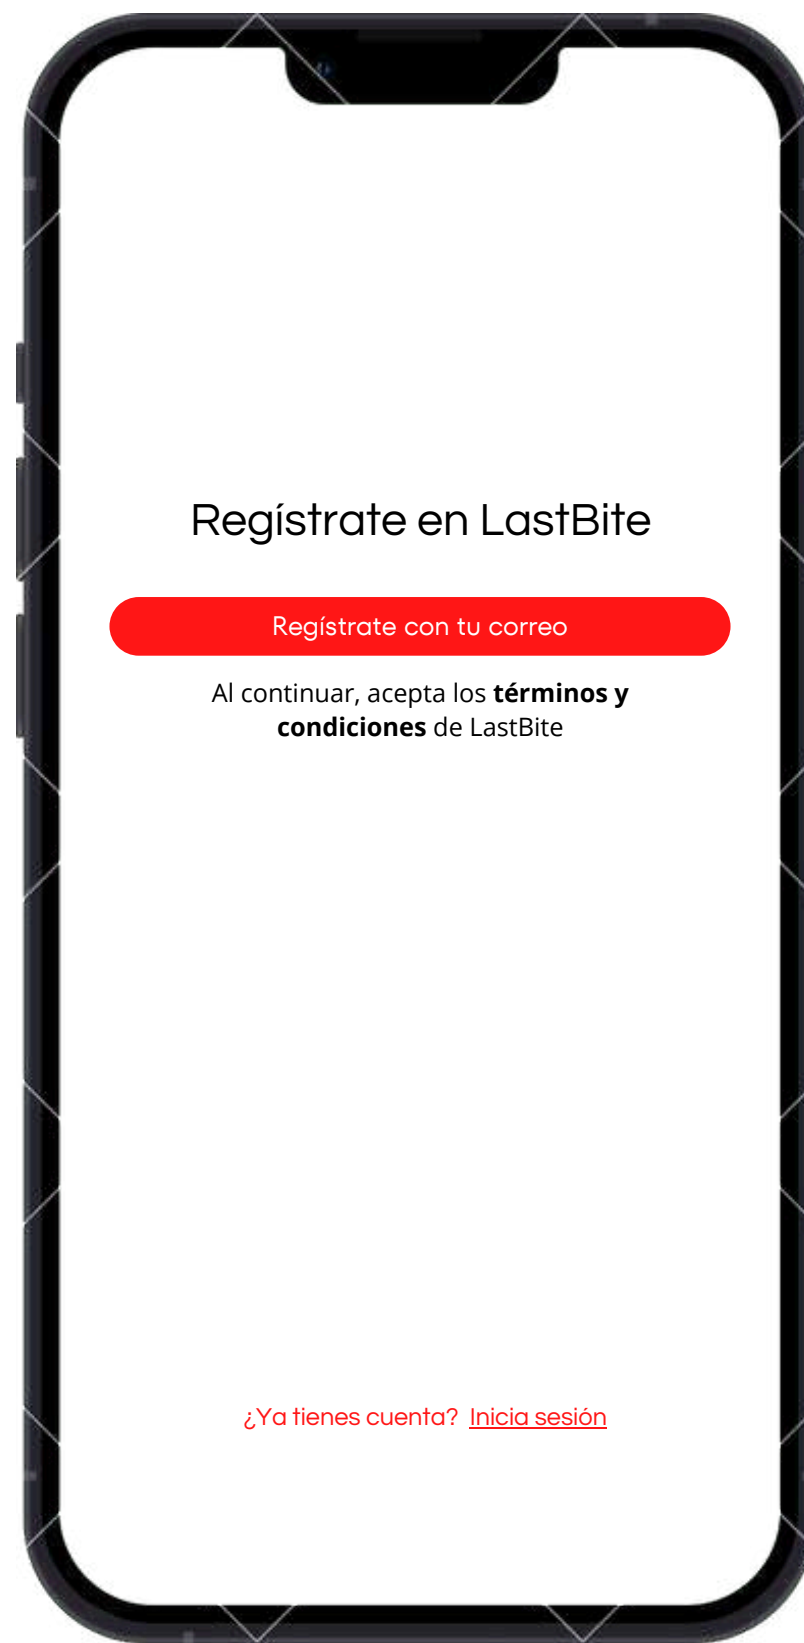 Regístrate en LastBite
Regístrate con tu correo
Al continuar, acepta los términos y
condiciones de LastBite
¿Ya tienes cuenta? Inicia sesión